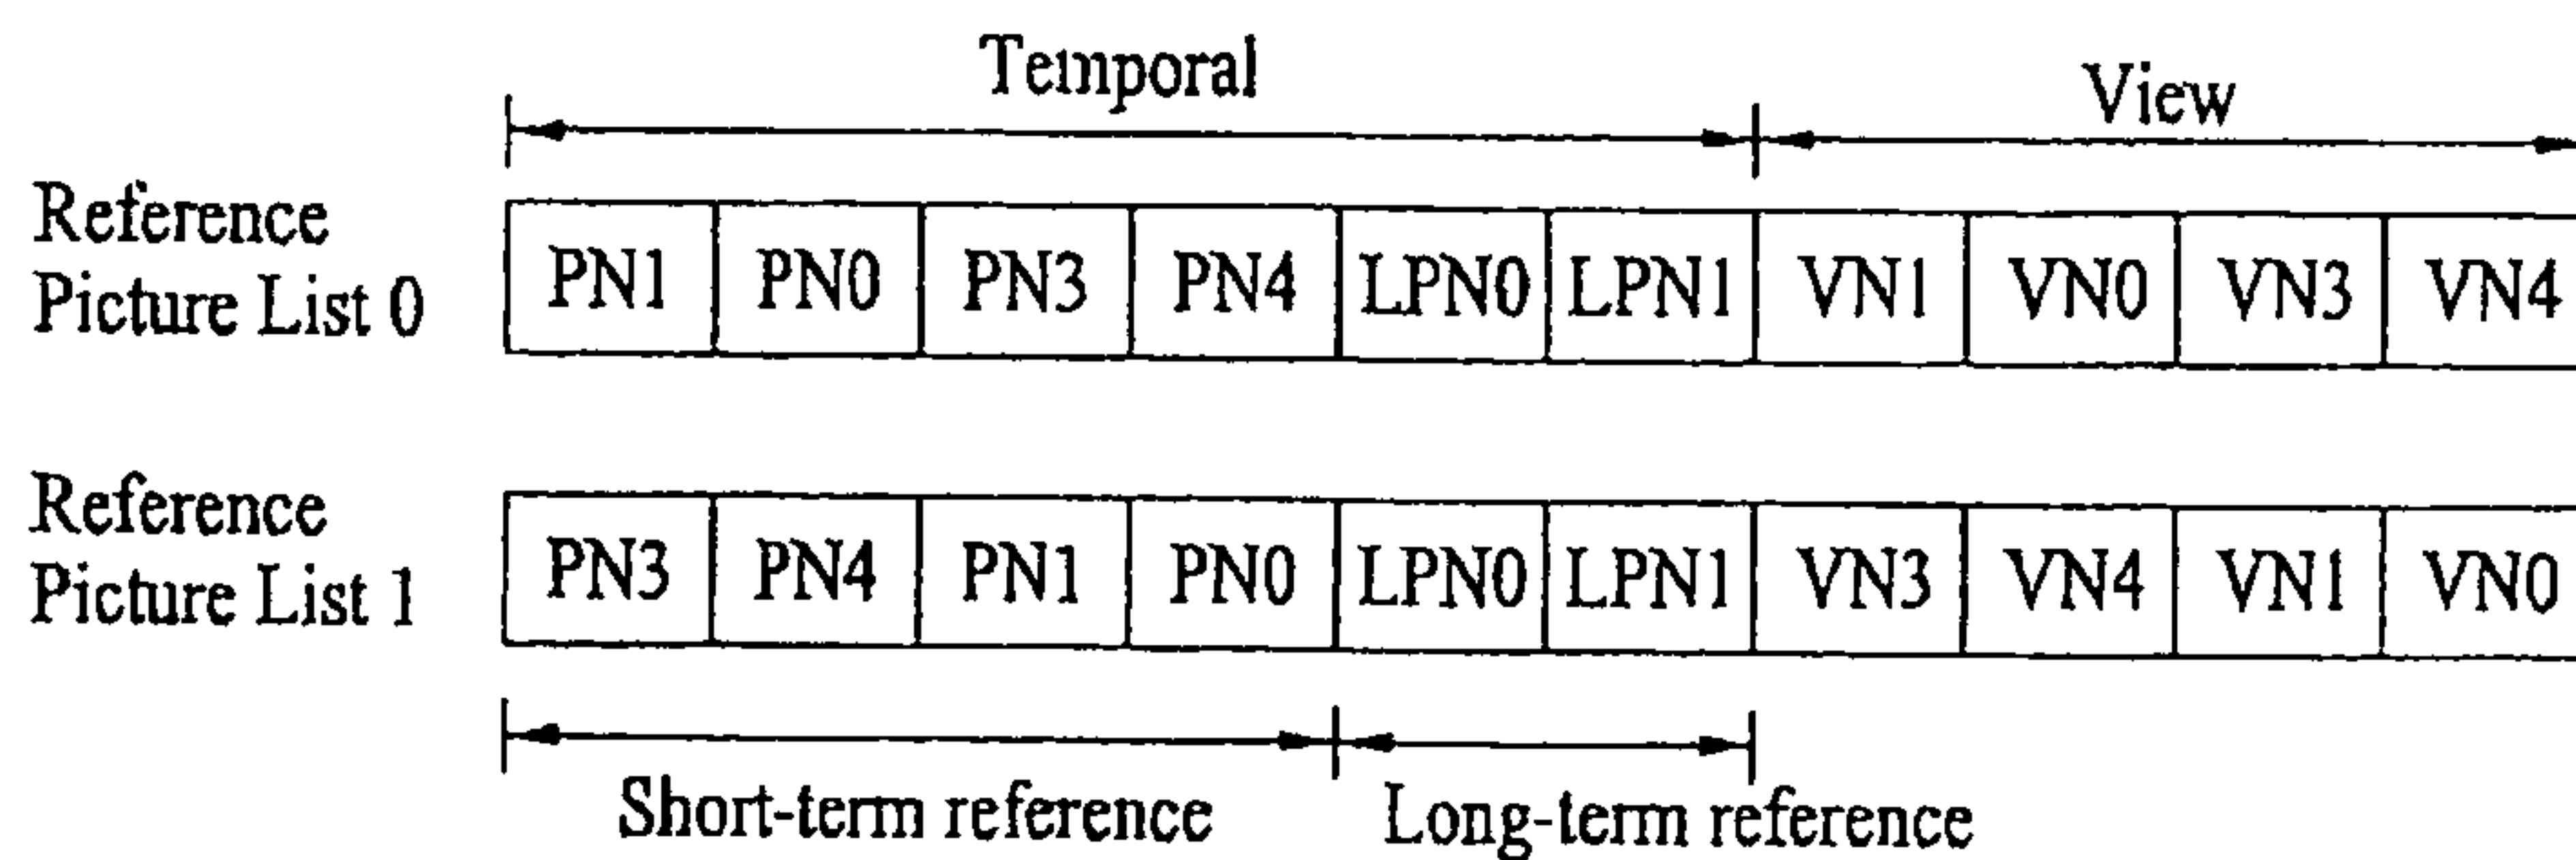 Temporal View
Reference
Picture List 0
PN1 PN0 PN3 PN4 LPN0 LPN1 VN1 VN0 VN3 VN4
Reference
Picture List 1
PN3 PN4 PN1 PN0 LPN0 LPN1 VN3 VN4 VN1 VN0
Short-term reference Long-term reference